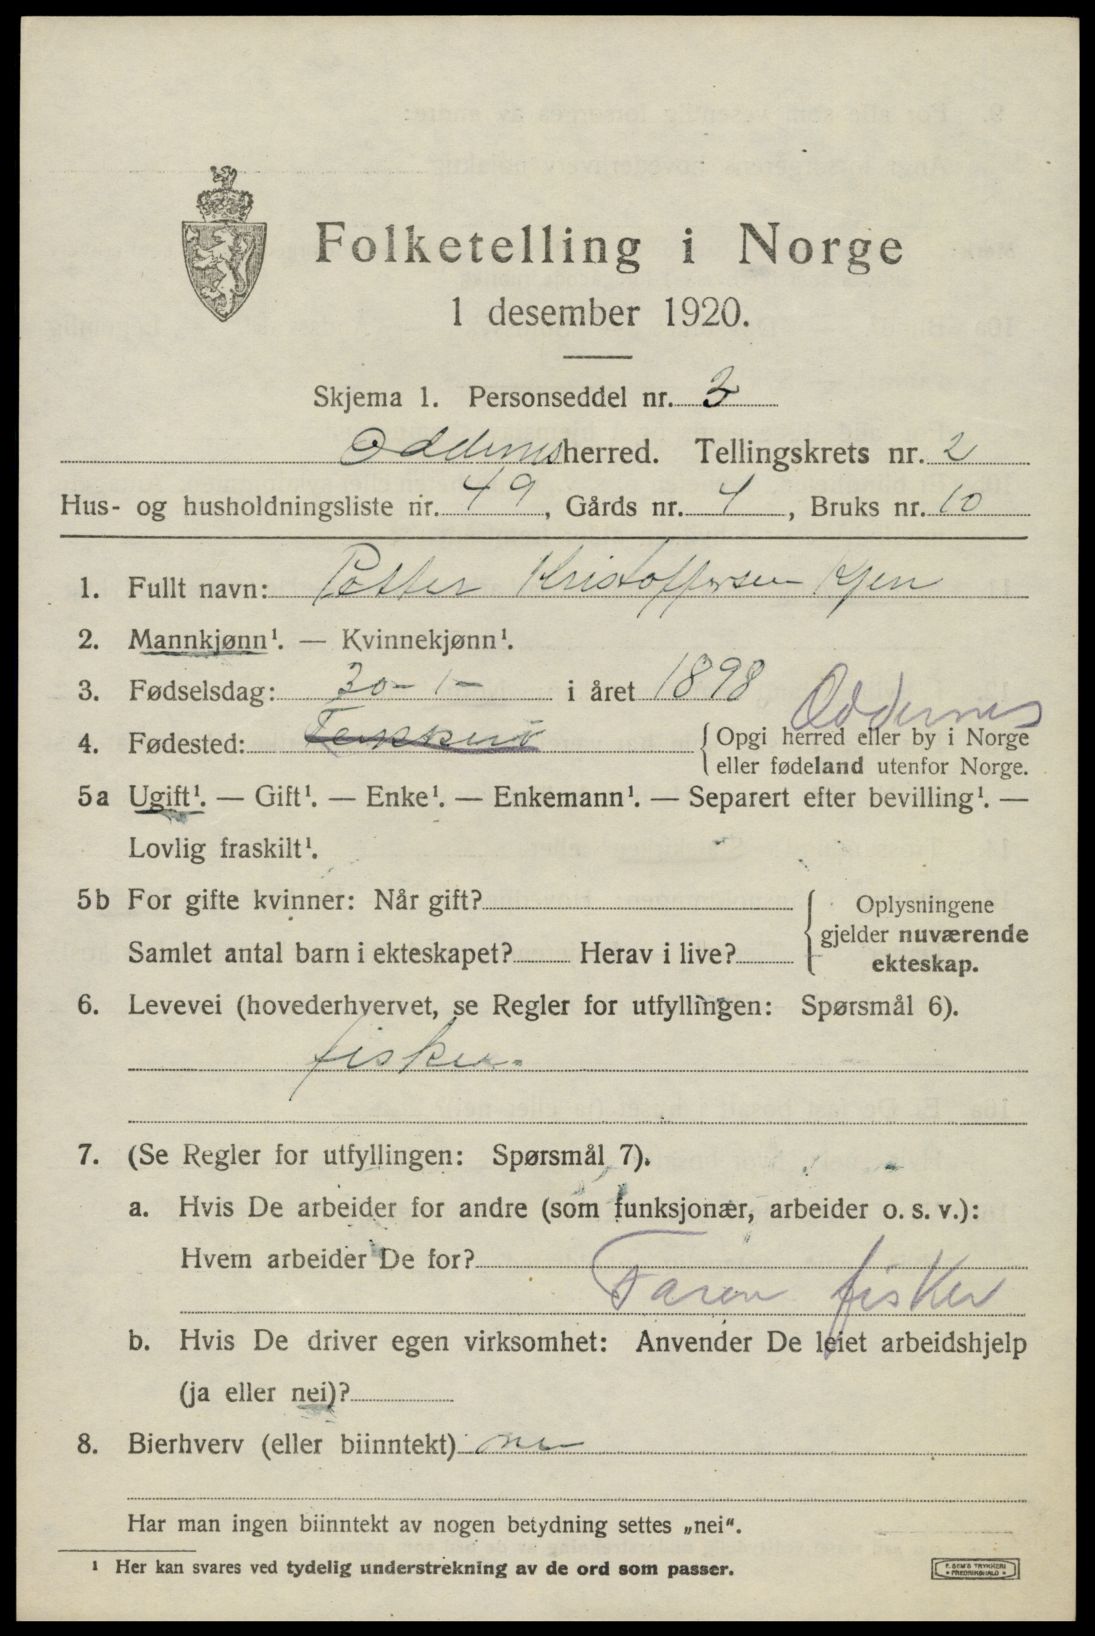 Folketelling i Norge
1 desember 1920.
Skjema 1. Personseddel nr. 3
Oddernes herred. Tellingskrets nr. 2
Hus- og husholdningsliste nr. 49, Gårds nr. 4, Bruks nr. 10
1. Fullt navn: Petter Kristoffersen Kjen
2. Mannkjønn¹. — Kvinnekjønn¹.
3. Fødselsdag: 30-1- i året 1898
Oddernes
4. Fødested: Opgi herred eller by i Norge
eller fødeland utenfor Norge.
5a Ugift¹. — Gift¹. — Enke¹. — Enkemann¹. — Separert efter bevilling¹. —
Lovlig fraskilt¹.
5b For gifte kvinner: Når gift? Oplysningene
gjelder nuværende
Samlet antal barn i ekteskapet? Herav i live? ekteskap.
6. Levevei (hovederhvervet, se Regler for utfyllingen: Spørsmål 6).
fisker
7. (Se Regler for utfyllingen: Spørsmål 7).
a. Hvis De arbeider for andre (som funksjonær, arbeider o. s. v.):
Hvem arbeider De for?
Faren fisker
b. Hvis De driver egen virksomhet: Anvender De leiet arbeidshjelp
(ja eller nei)?
8. Bierhverv (eller biinntekt) nei
Har man ingen biinntekt av nogen betydning settes „nei".
¹ Her kan svares ved tydelig understrekning av de ord som passer.
F. SEM'S TRYKKERI
• FREDRIKSHALD •